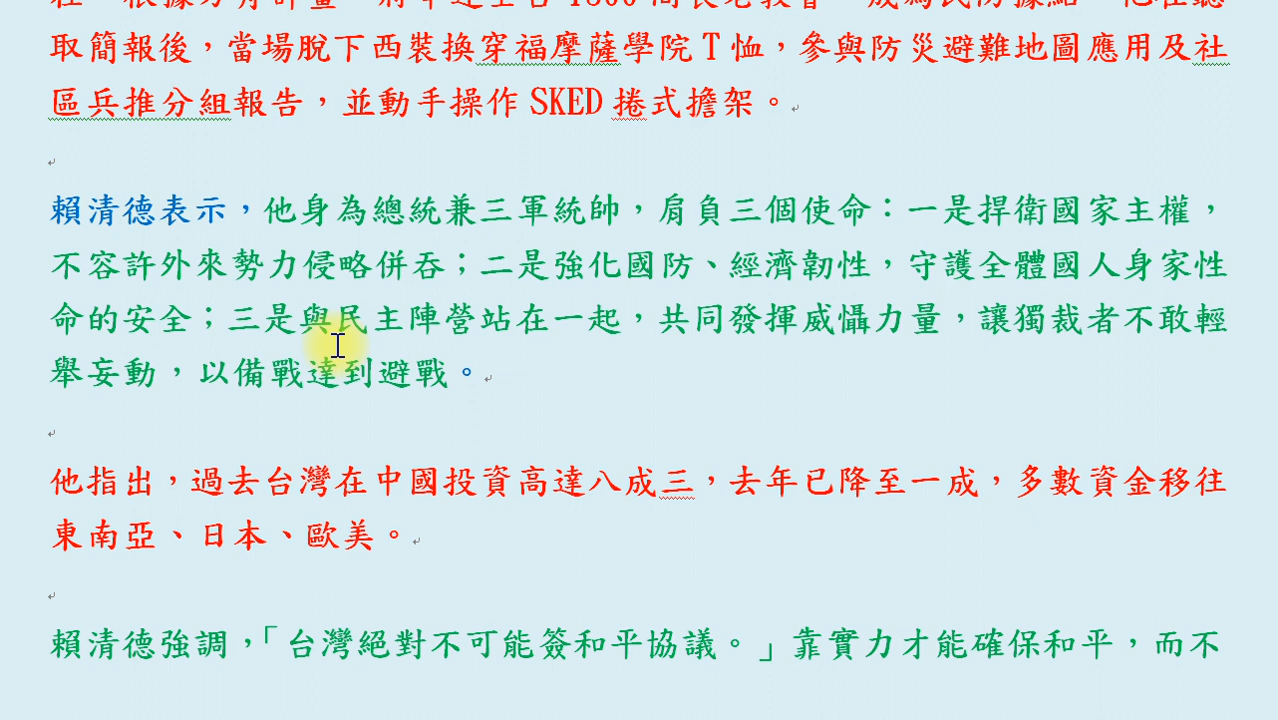 取簡報後，當場脫下西裝換穿福摩薩學院T恤，參與防災避難地圖應用及社
區兵推分組報告，並動手操作SKED捲式擔架。
賴清德表示，他身為總統兼三軍統帥，肩負三個使命：一是捍衛國家主權，
不容許外來勢力侵略併吞；二是強化國防、經濟韌性，守護全體國人身家性
命的安全；三是與民主陣營站在一起，共同發揮威懾力量，讓獨裁者不敢輕
舉妄動，以備戰達到避戰。
他指出，過去台灣在中國投資高達八成三，去年已降至一成，多數資金移往
東南亞、日本、歐美。
賴清德強調，「台灣絕對不可能簽和平協議。」靠實力才能確保和平，而不